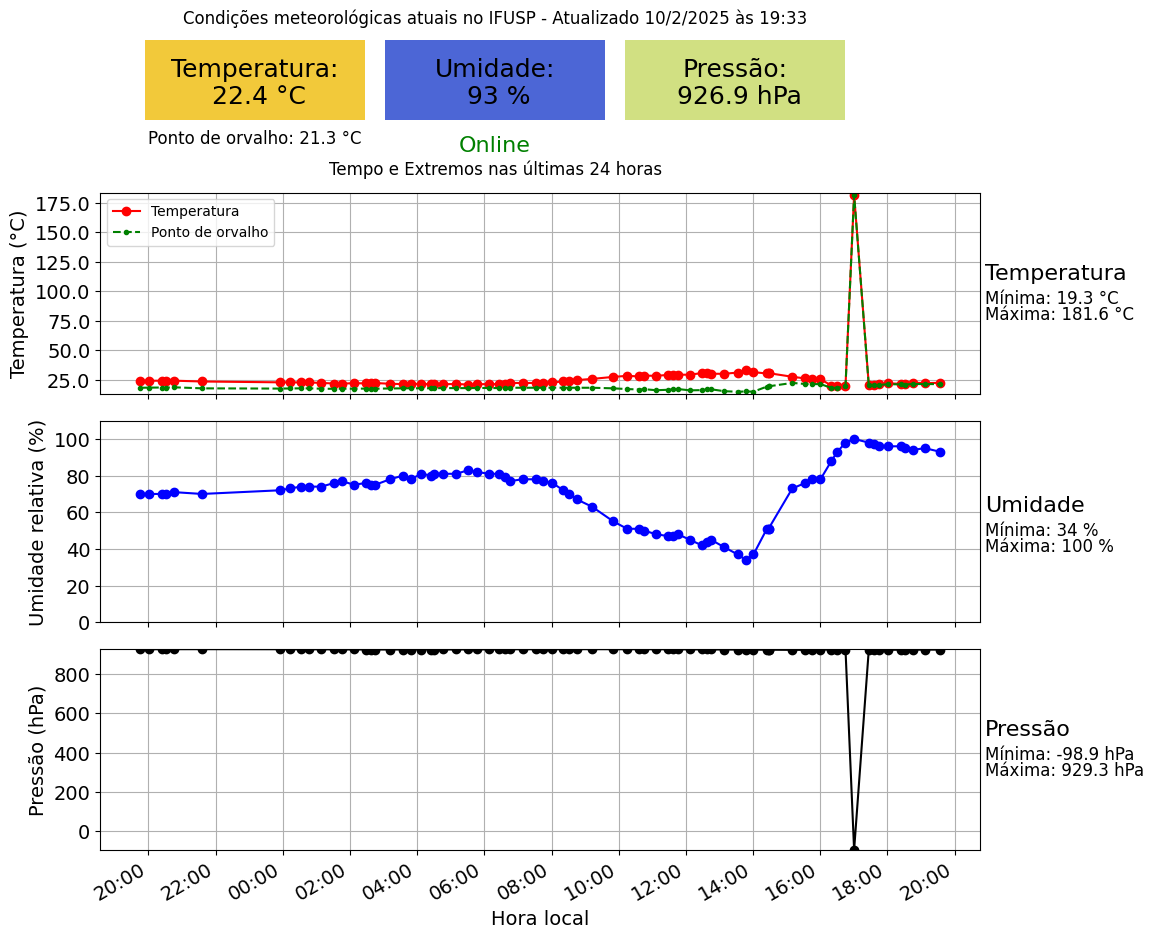 Condições meteorológicas atuais no IFUSP - Atualizado 10/2/2025 às 19:33
Temperatura:
22.4 °C
Umidade:
93 %
Pressão:
926.9 hPa
Ponto de orvalho: 21.3 °C
Online
Tempo e Extremos nas últimas 24 horas
Temperatura (°C)
175.0
150.0
125.0
100.0
75.0
50.0
25.0
Temperatura
Ponto de orvalho
Temperatura
Mínima: 19.3 °C
Máxima: 181.6 °C
Umidade relativa (%)
100
80
60
40
20
0
Umidade
Mínima: 34 %
Máxima: 100 %
Pressão (hPa)
800
600
400
200
0
Pressão
Mínima: -98.9 hPa
Máxima: 929.3 hPa
20:00 22:00 00:00 02:00 04:00 06:00 08:00 10:00 12:00 14:00 16:00 18:00 20:00
Hora local